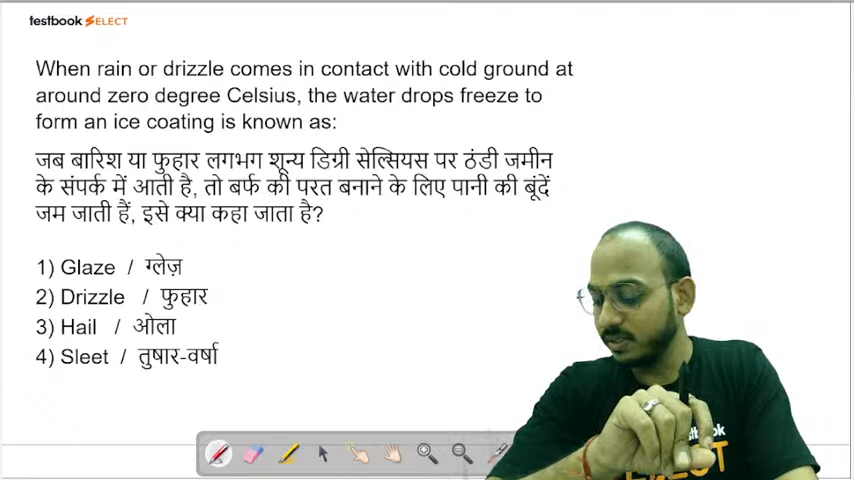 testbook SELECT
When rain or drizzle comes in contact with cold ground at
around zero degree Celsius, the water drops freeze to
form an ice coating is known as:
जब बारिश या फुहार लगभग शून्य डिग्री सेल्सियस पर ठंडी जमीन
के संपर्क में आती है, तो बर्फ की परत बनाने के लिए पानी की बूंदें
जम जाती हैं, इसे क्या कहा जाता है?
1) Glaze / ग्लेज़
2) Drizzle / फुहार
3) Hail / ओला
4) Sleet / तुषार-वर्षा